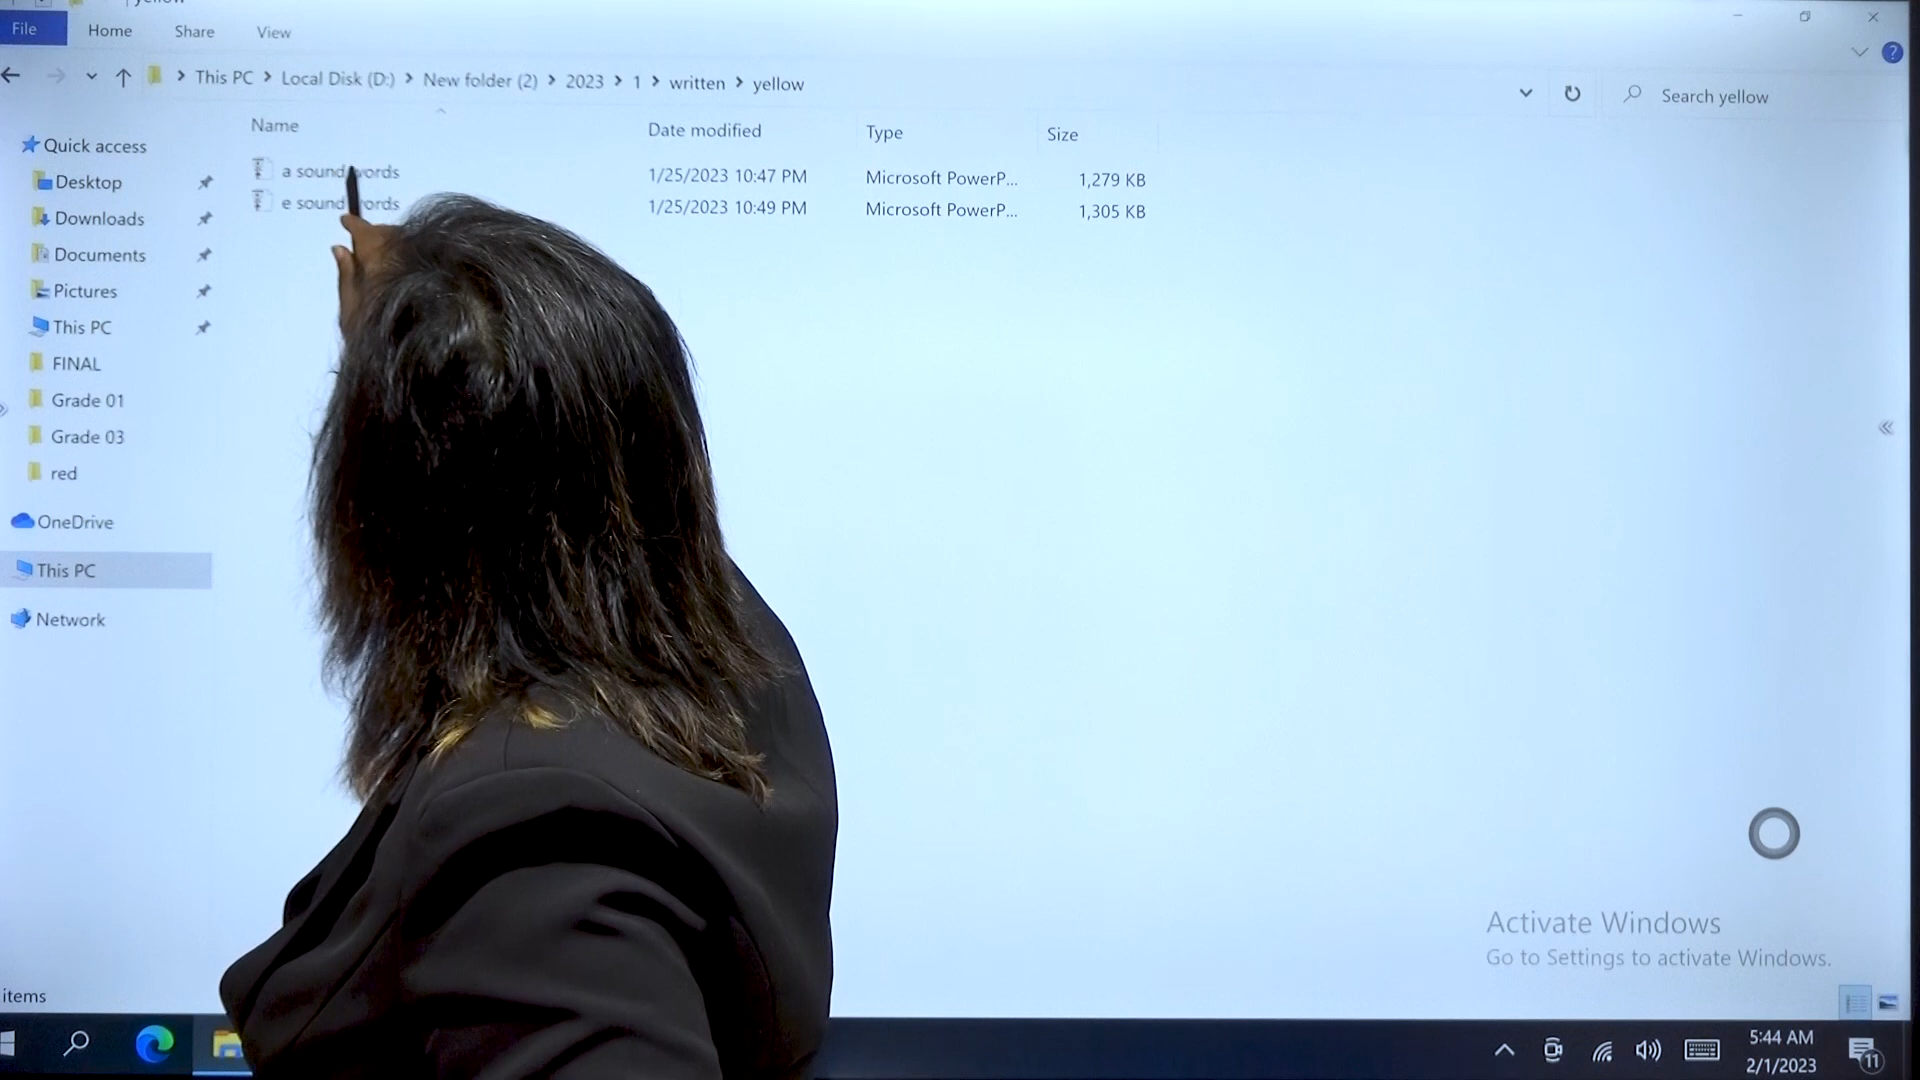 yellow
File Home Share View
This PC > Local Disk (D:) > New folder (2) > 2023 > 1 > written > yellow
Search yellow
Name Date modified Type Size
a sound words 1/25/2023 10:47 PM Microsoft PowerP... 1,279 KB
e sound words 1/25/2023 10:49 PM Microsoft PowerP... 1,305 KB
Quick access
Desktop
Downloads
Documents
Pictures
This PC
FINAL
Grade 01
Grade 03
red
OneDrive
This PC
Network
Activate Windows
Go to Settings to activate Windows.
items
5:44 AM
2/1/2023
11